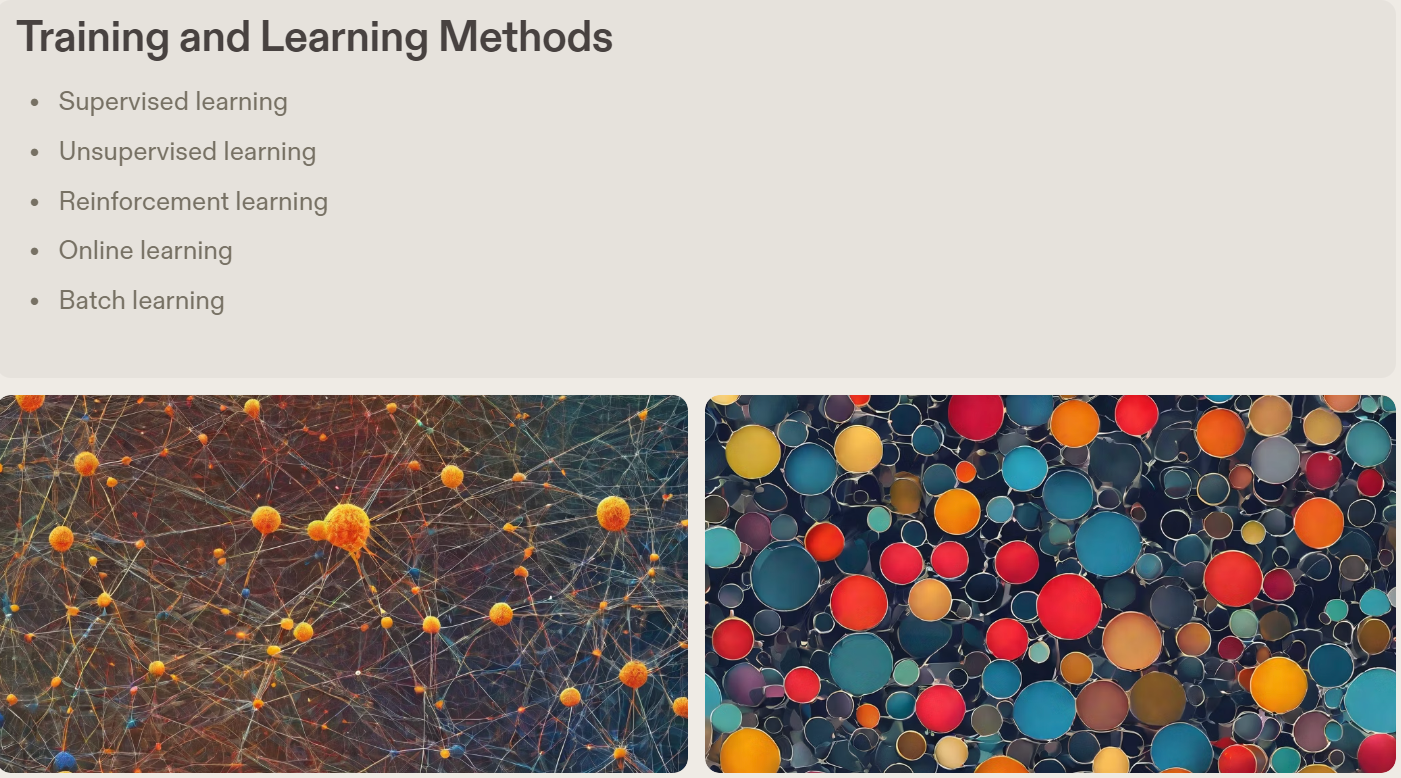 Training and Learning Methods
• Supervised learning
• Unsupervised learning
• Reinforcement learning
• Online learning
• Batch learning